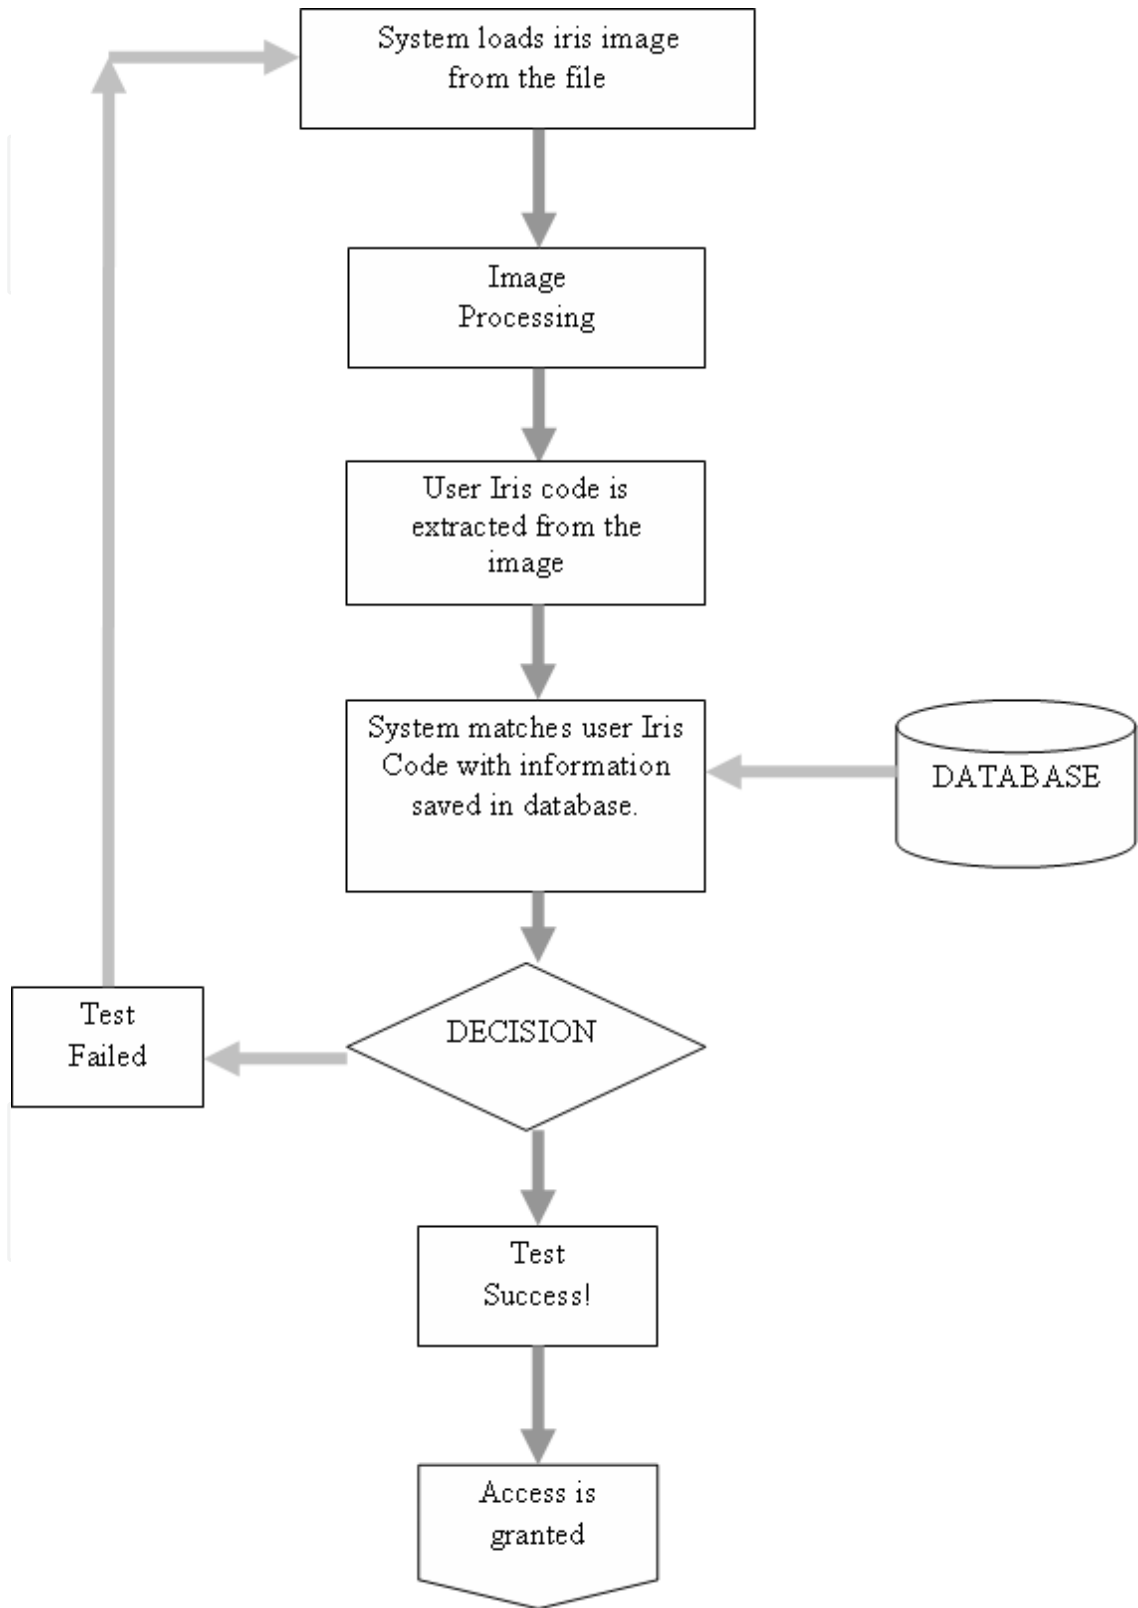 System loads iris image
from the file
Image
Processing
User Iris code is
extracted from the
image
System matches user Iris
Code with information
saved in database.
DATABASE
DECISION
Test
Failed
Test
Success!
Access is
granted